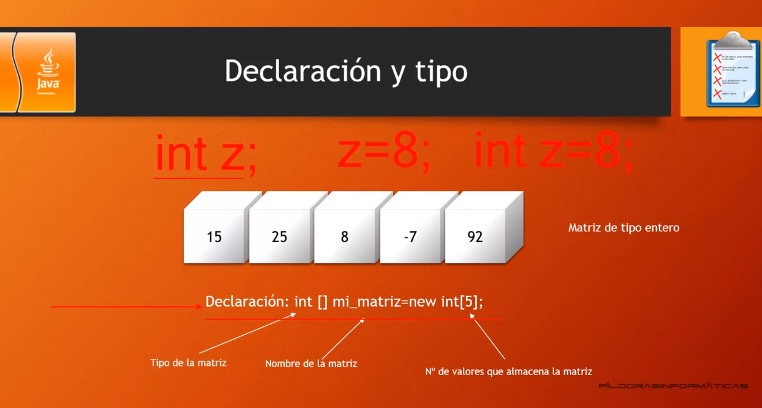 Java
Declaración y tipo
int z; z=8; int z=8;
15 25 8 -7 92
Matriz de tipo entero
Declaración: int [] mi_matriz=new int[5];
Tipo de la matriz
Nombre de la matriz
Nº de valores que almacena la matriz
PÍLDORASINFORMÁTICAS